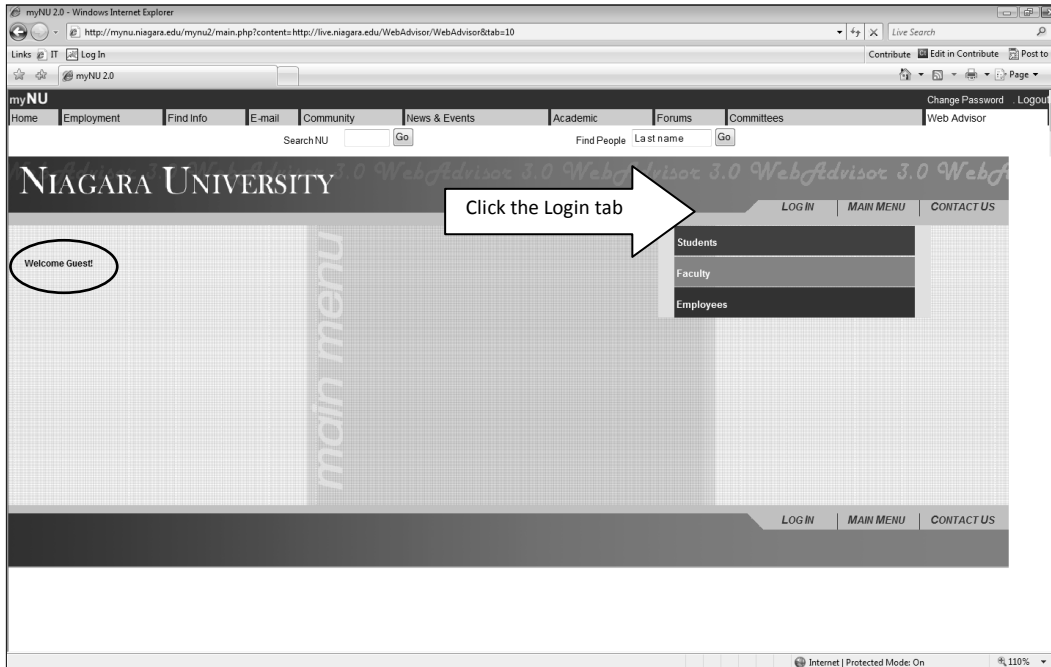 myNU 2.0 - Windows Internet Explorer
http://mynu.niagara.edu/mynu2/main.php?content=http://live.niagara.edu/WebAdvisor/WebAdvisor&tab=10
Live Search
Links IT Log In
Contribute Edit in Contribute Post to
myNU 2.0
Page
myNU
Change Password . Logout
Home Employment Find Info E-mail Community News & Events Academic Forums Committees Web Advisor
Search NU Go Find People Last name Go
WebAdvisor 3.0 WebAdvisor 3.0 WebAdvisor 3.0 WebA
NIAGARA UNIVERSITY
Click the Login tab
LOG IN MAIN MENU CONTACT US
Welcome Guest!
main menu
Students
Faculty
Employees
LOG IN MAIN MENU CONTACT US
Internet | Protected Mode: On 110%